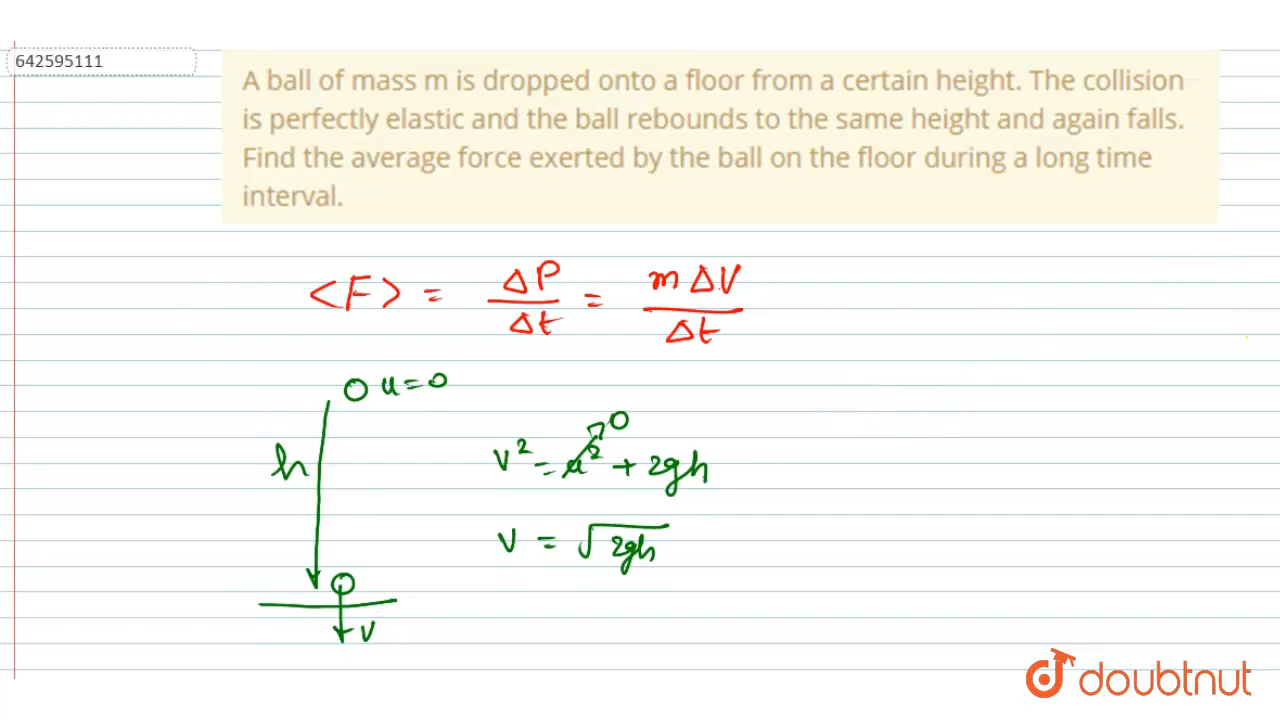 642595111
A ball of mass m is dropped onto a floor from a certain height. The collision
is perfectly elastic and the ball rebounds to the same height and again falls.
Find the average force exerted by the ball on the floor during a long time
interval.
<F> = ΔP/Δt = mΔV/Δt
u=0
h
0
v² = u² + 2gh
v = √2gh
v
doubtnut